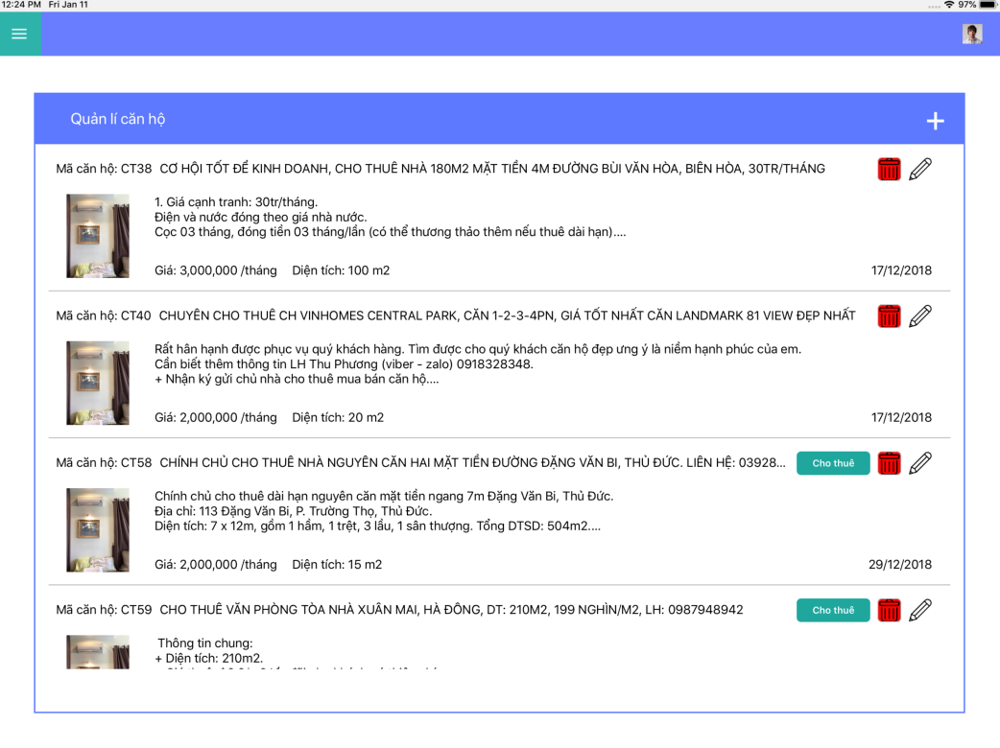 12:24 PM Fri Jan 11
97%
Quản lí căn hộ
Mã căn hộ: CT38 CƠ HỘI TỐT ĐỂ KINH DOANH, CHO THUÊ NHÀ 180M2 MẶT TIỀN 4M ĐƯỜNG BÙI VĂN HÒA, BIÊN HÒA, 30TR/THÁNG
1. Giá cạnh tranh: 30tr/tháng.
Điện và nước đóng theo giá nhà nước.
Cọc 03 tháng, đóng tiền 03 tháng/lần (có thể thương thảo thêm nếu thuê dài hạn)....
Giá: 3,000,000 /tháng Diện tích: 100 m2 17/12/2018
Mã căn hộ: CT40 CHUYÊN CHO THUÊ CH VINHOMES CENTRAL PARK, CĂN 1-2-3-4PN, GIÁ TỐT NHẤT CĂN LANDMARK 81 VIEW ĐẸP NHẤT
Rất hân hạnh được phục vụ quý khách hàng. Tìm được cho quý khách căn hộ đẹp ưng ý là niềm hạnh phúc của em.
Cần biết thêm thông tin LH Thu Phương (viber - zalo) 0918328348.
+ Nhận ký gửi chủ nhà cho thuê mua bán căn hộ....
Giá: 2,000,000 /tháng Diện tích: 20 m2 17/12/2018
Mã căn hộ: CT58 CHÍNH CHỦ CHO THUÊ NHÀ NGUYÊN CĂN HAI MẶT TIỀN ĐƯỜNG ĐẶNG VĂN BI, THỦ ĐỨC. LIÊN HỆ: 03928... Cho thuê
Chính chủ cho thuê dài hạn nguyên căn mặt tiền ngang 7m Đặng Văn Bi, Thủ Đức.
Địa chỉ: 113 Đặng Văn Bi, P. Trường Thọ, Thủ Đức.
Diện tích: 7 x 12m, gồm 1 hầm, 1 trệt, 3 lầu, 1 sân thượng. Tổng DTSD: 504m2....
Giá: 2,000,000 /tháng Diện tích: 15 m2 29/12/2018
Mã căn hộ: CT59 CHO THUÊ VĂN PHÒNG TÒA NHÀ XUÂN MAI, HÀ ĐÔNG, DT: 210M2, 199 NGHÌN/M2, LH: 0987948942 Cho thuê
Thông tin chung:
+ Diện tích: 210m2.